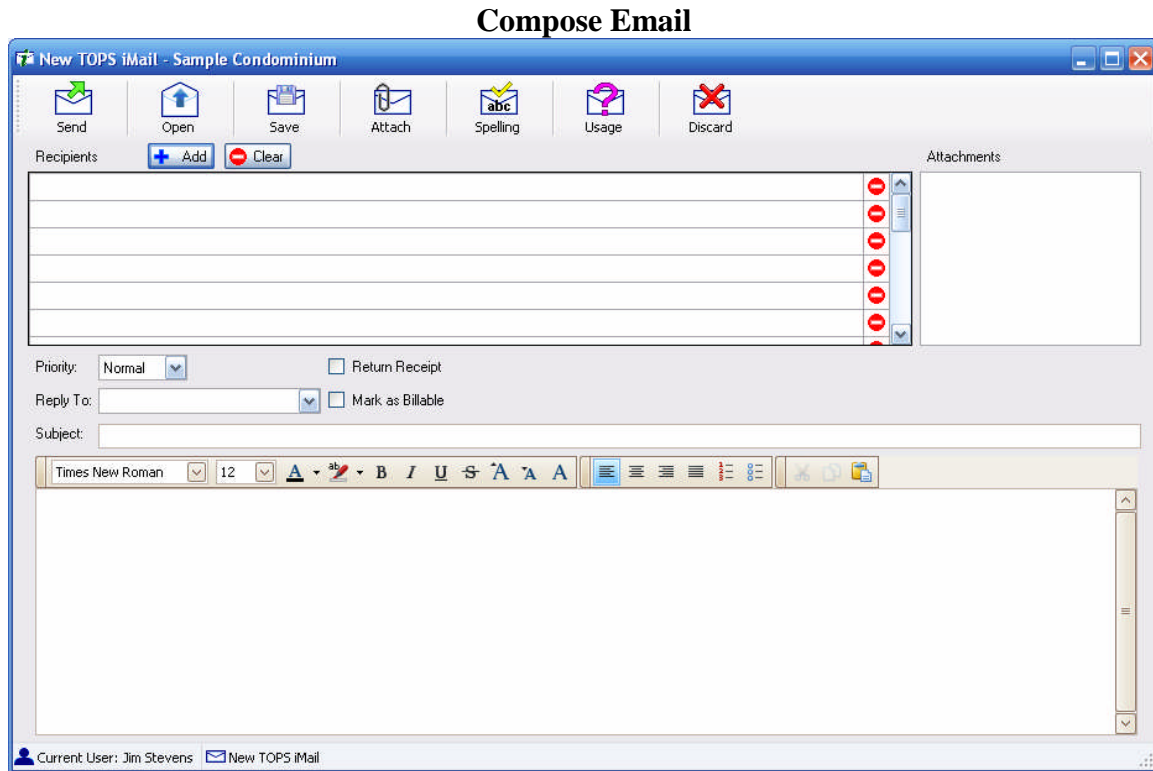 Compose Email
New TOPS iMail - Sample Condominium
Send Open Save Attach abc Spelling Usage Discard
Recipients Add Clear Attachments
Priority: Normal Return Receipt
Reply To: Mark as Billable
Subject:
Times New Roman 12 A ab B I U S A A A
Current User: Jim Stevens New TOPS iMail